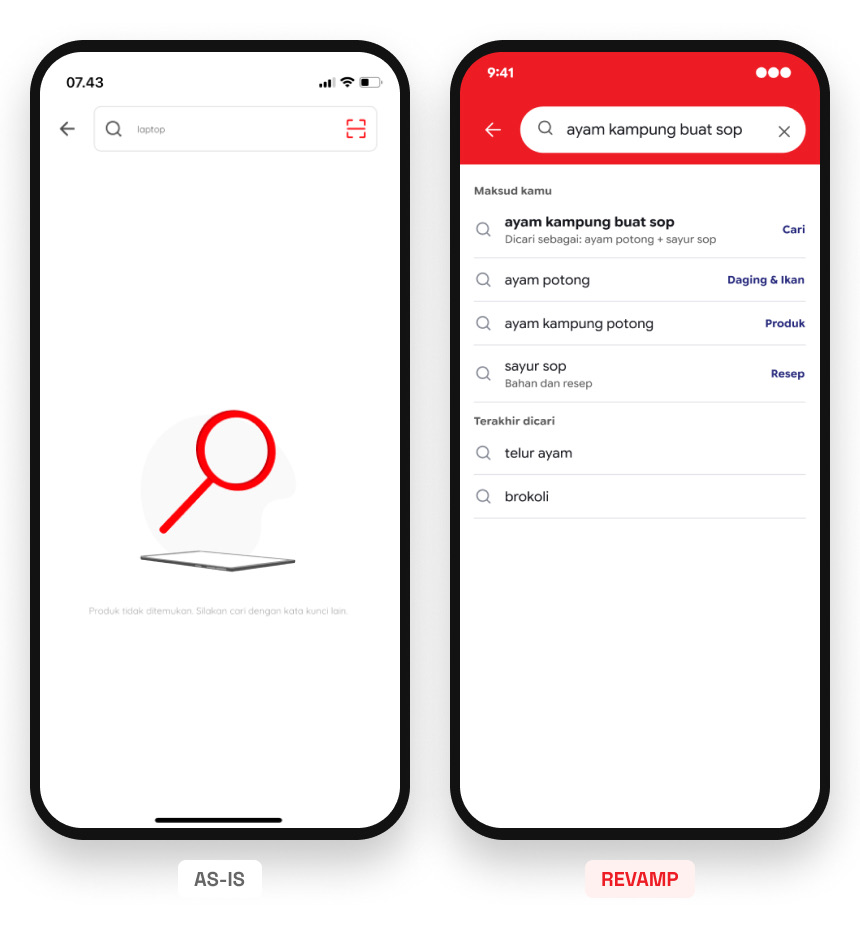 07.43
laptop
Produk tidak ditemukan. Silakan cari dengan kata kunci lain.
AS-IS
9:41
ayam kampung buat sop
Maksud kamu
ayam kampung buat sop
Cari
Dicari sebagai: ayam potong + sayur sop
ayam potong
Daging & Ikan
ayam kampung potong
Produk
sayur sop
Resep
Bahan dan resep
Terakhir dicari
telur ayam
brokoli
REVAMP